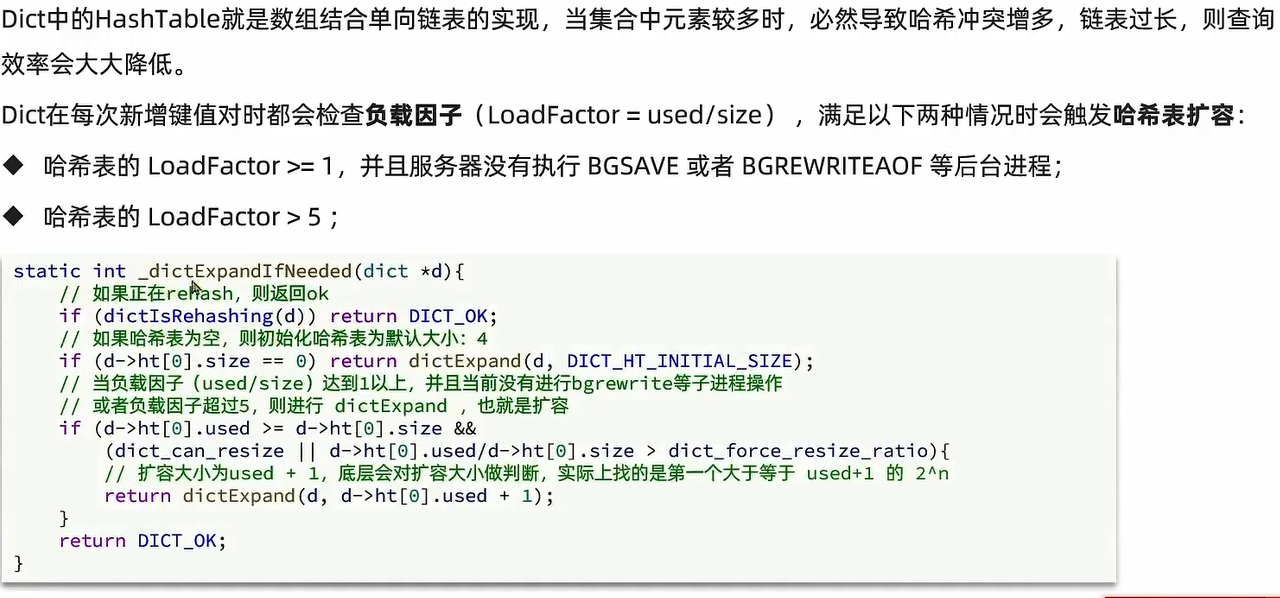 Dict中的HashTable就是数组结合单向链表的实现，当集合中元素较多时，必然导致哈希冲突增多，链表过长，则查询
效率会大大降低。
Dict在每次新增键值对时都会检查负载因子（LoadFactor = used/size），满足以下两种情况时会触发哈希表扩容：
◆ 哈希表的 LoadFactor >= 1，并且服务器没有执行 BGSAVE 或者 BGREWRITEAOF 等后台进程；
◆ 哈希表的 LoadFactor > 5 ；
static int _dictExpandIfNeeded(dict *d){
    // 如果正在rehash，则返回ok
    if (dictIsRehashing(d)) return DICT_OK;
    // 如果哈希表为空，则初始化哈希表为默认大小：4
    if (d->ht[0].size == 0) return dictExpand(d, DICT_HT_INITIAL_SIZE);
    // 当负载因子（used/size）达到1以上，并且当前没有进行bgrewrite等子进程操作
    // 或者负载因子超过5，则进行 dictExpand ，也就是扩容
    if (d->ht[0].used >= d->ht[0].size &&
        (dict_can_resize || d->ht[0].used/d->ht[0].size > dict_force_resize_ratio){
        // 扩容大小为used + 1，底层会对扩容大小做判断，实际上找的是第一个大于等于 used+1 的 2^n
        return dictExpand(d, d->ht[0].used + 1);
    }
    return DICT_OK;
}